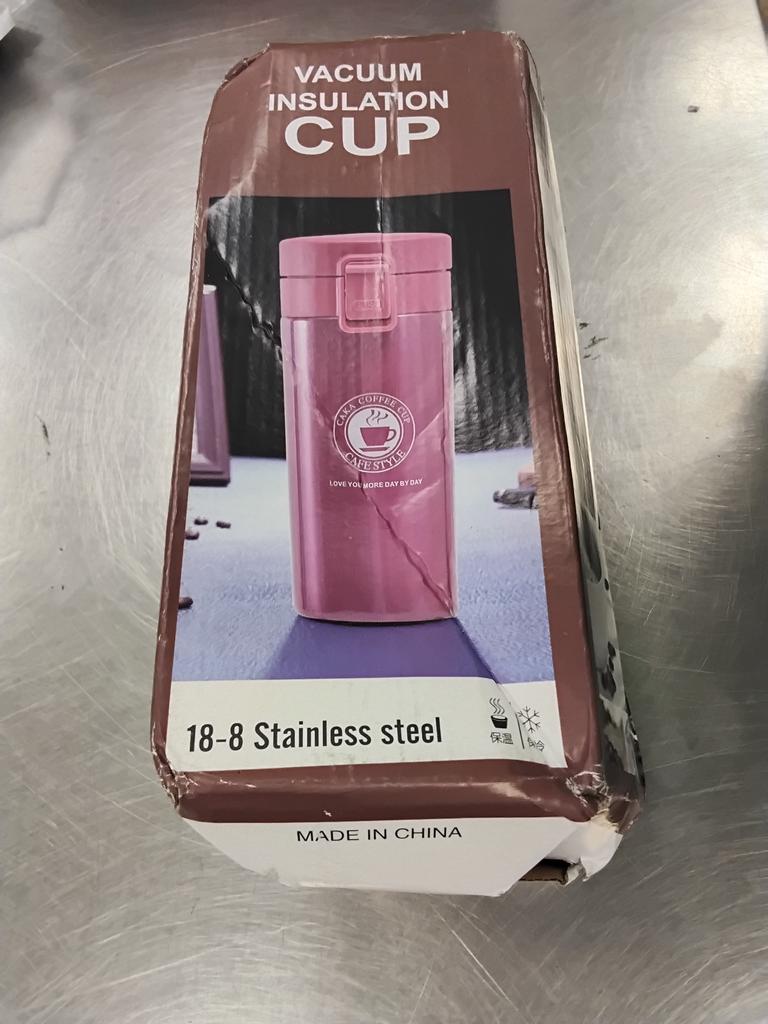 VACUUM
INSULATION
CUP
PUSH
CAKA COFFEE CUP
CAFE STYLE
LOVE YOU MORE DAY BY DAY
18-8 Stainless steel
保温
保冷
MADE IN CHINA